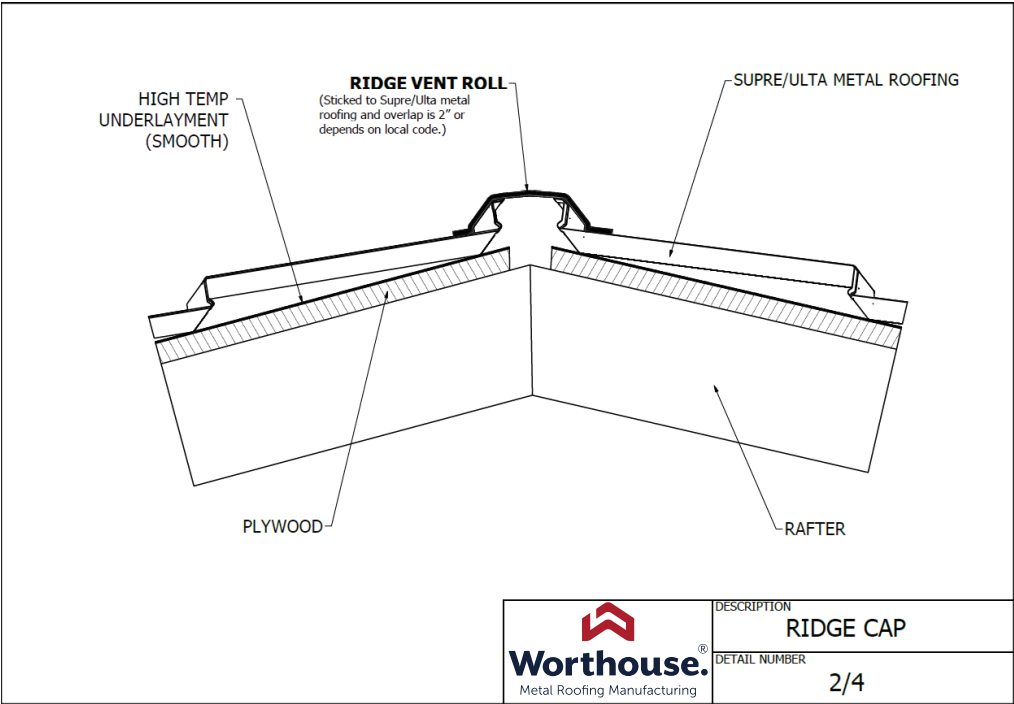 RIDGE VENT ROLL
(Sticked to Supre/Ulta metal
roofing and overlap is 2" or
depends on local code.)
SUPRE/ULTA METAL ROOFING
HIGH TEMP
UNDERLAYMENT
(SMOOTH)
PLYWOOD
RAFTER
Worthouse.®
Metal Roofing Manufacturing
DESCRIPTION
RIDGE CAP
DETAIL NUMBER
2/4